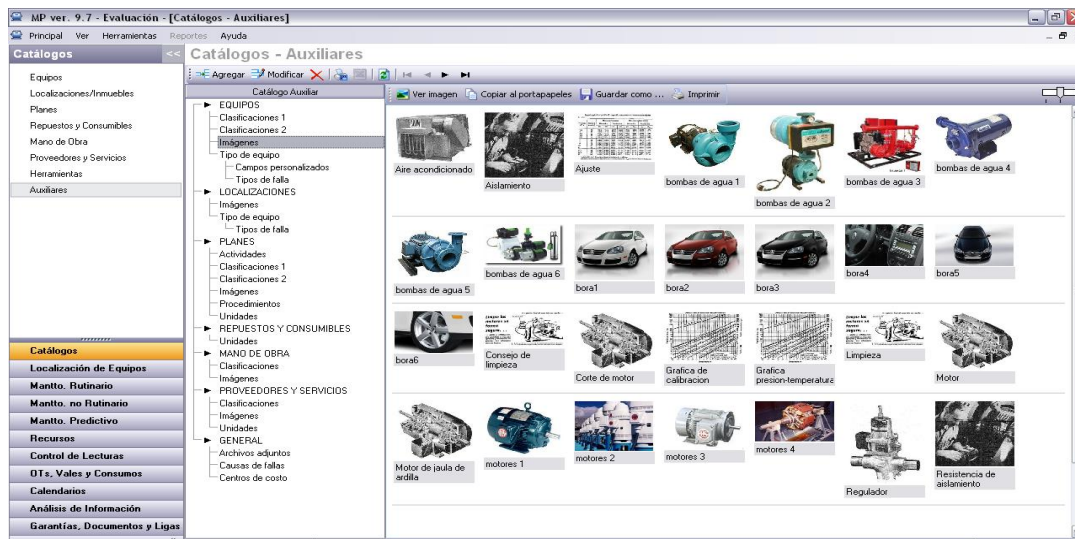 MP ver. 9.7 - Evaluación - [Catálogos - Auxiliares]
Principal Ver Herramientas Reportes Ayuda
Catálogos <<
Equipos
Localizaciones/Inmuebles
Planes
Repuestos y Consumibles
Mano de Obra
Proveedores y Servicios
Herramientas
Auxiliares
Catálogos
Localización de Equipos
Mantto. Rutinario
Mantto. no Rutinario
Mantto. Predictivo
Recursos
Control de Lecturas
OTs, Vales y Consumos
Calendarios
Análisis de Información
Garantías, Documentos y Ligas
Catálogos - Auxiliares
Agregar Modificar
Catálogo Auxiliar
EQUIPOS
Clasificaciones 1
Clasificaciones 2
Imágenes
Tipo de equipo
Campos personalizados
Tipos de falla
LOCALIZACIONES
Imágenes
Tipo de equipo
Tipos de falla
PLANES
Actividades
Clasificaciones 1
Clasificaciones 2
Imágenes
Procedimientos
Unidades
REPUESTOS Y CONSUMIBLES
Unidades
MANO DE OBRA
Clasificaciones
Imágenes
PROVEEDORES Y SERVICIOS
Clasificaciones
Imágenes
Unidades
GENERAL
Archivos adjuntos
Causas de fallas
Centros de costo
Ver imagen Copiar al portapapeles Guardar como ... Imprimir
Aire acondicionado
Aislamiento
Ajuste
bombas de agua 1
bombas de agua 2
bombas de agua 3
bombas de agua 4
bombas de agua 5
bombas de agua 6
bora1
bora2
bora3
bora4
bora5
bora6
Consejo de
limpieza
Corte de motor
Grafica de
calibracion
Grafica
presion-temperatura
Limpieza
Motor
Motor de jaula de
ardilla
motores 1
motores 2
motores 3
motores 4
Regulador
Resistencia de
aislamiento